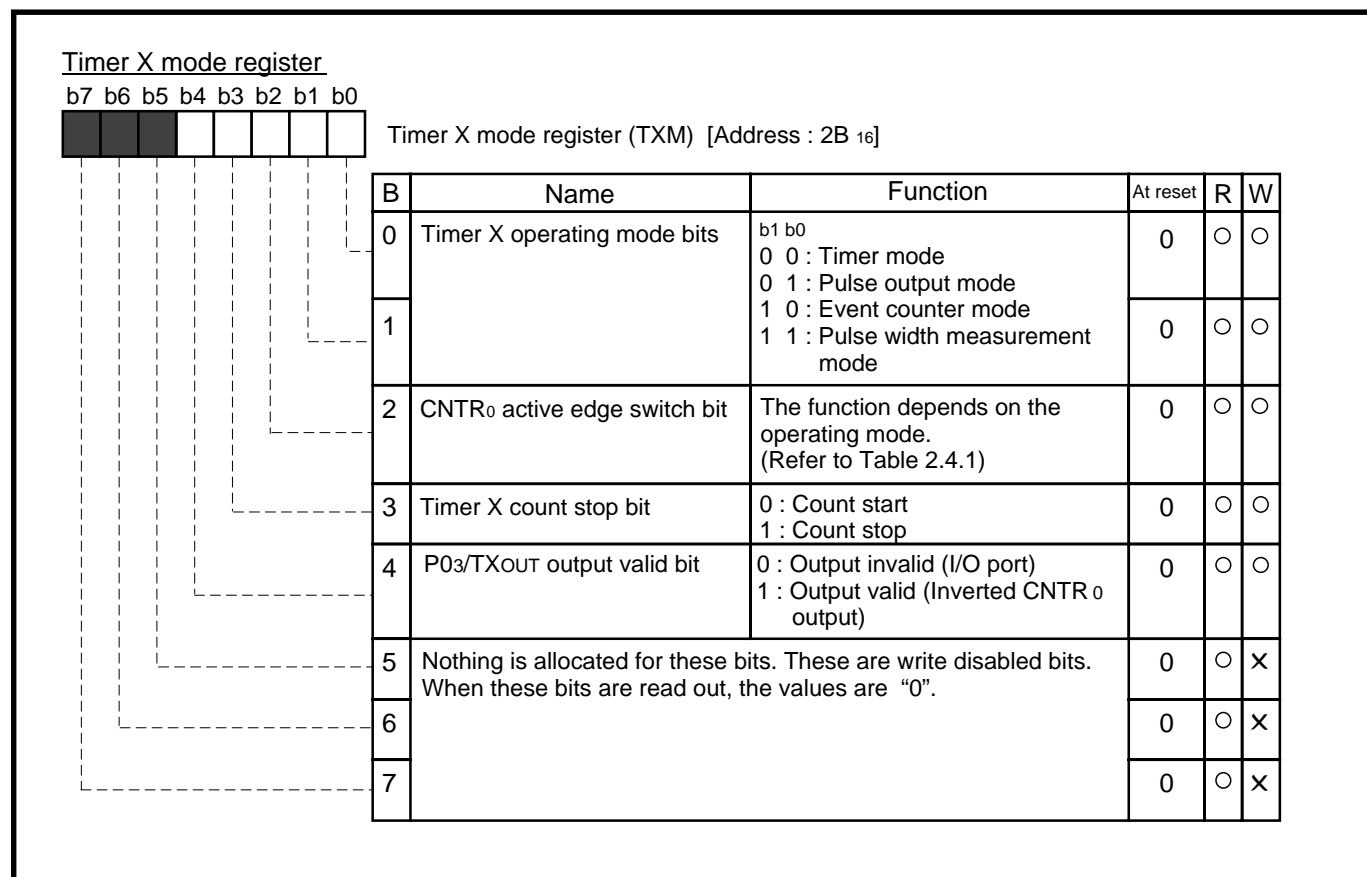 Timer X mode register
b7 b6 b5 b4 b3 b2 b1 b0
Timer X mode register (TXM) [Address : 2B 16]
B Name Function At reset R W
0 Timer X operating mode bits b1 b0 0 ○ ○
0 0 : Timer mode
0 1 : Pulse output mode
1 0 : Event counter mode
1 1 1 : Pulse width measurement 0 ○ ○
mode
2 CNTR0 active edge switch bit The function depends on the 0 ○ ○
operating mode.
(Refer to Table 2.4.1)
3 Timer X count stop bit 0 : Count start 0 ○ ○
1 : Count stop
4 P03/TXOUT output valid bit 0 : Output invalid (I/O port) 0 ○ ○
1 : Output valid (Inverted CNTR 0
output)
5 Nothing is allocated for these bits. These are write disabled bits. 0 ○ ×
When these bits are read out, the values are “0”.
6 0 ○ ×
7 0 ○ ×